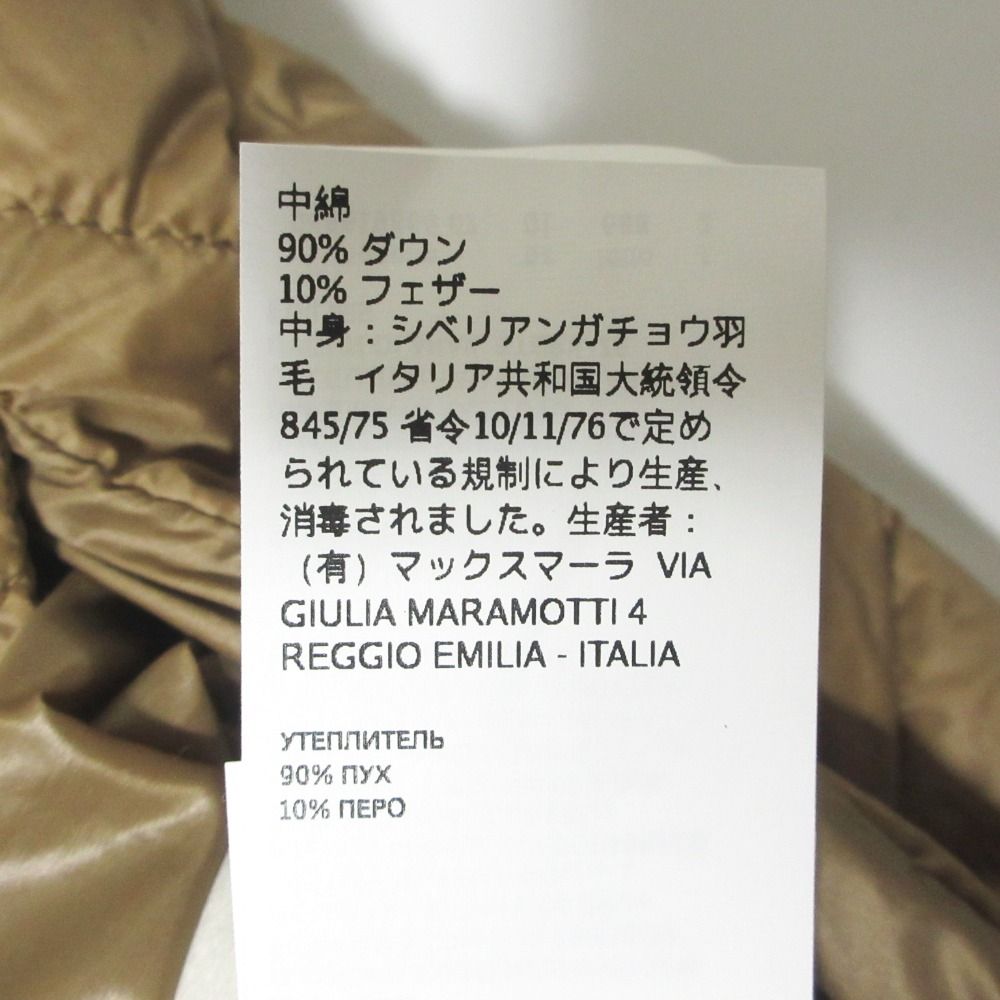 中綿
90% ダウン
10% フェザー
中身：シベリアンガチョウ羽
毛　イタリア共和国大統領令
845/75 省令10/11/76で定め
られている規制により生産、
消毒されました。生産者：
（有）マックスマーラ VIA
GIULIA MARAMOTTI 4
REGGIO EMILIA - ITALIA
УТЕПЛИТЕЛЬ
90% ПУХ
10% ПЕРО